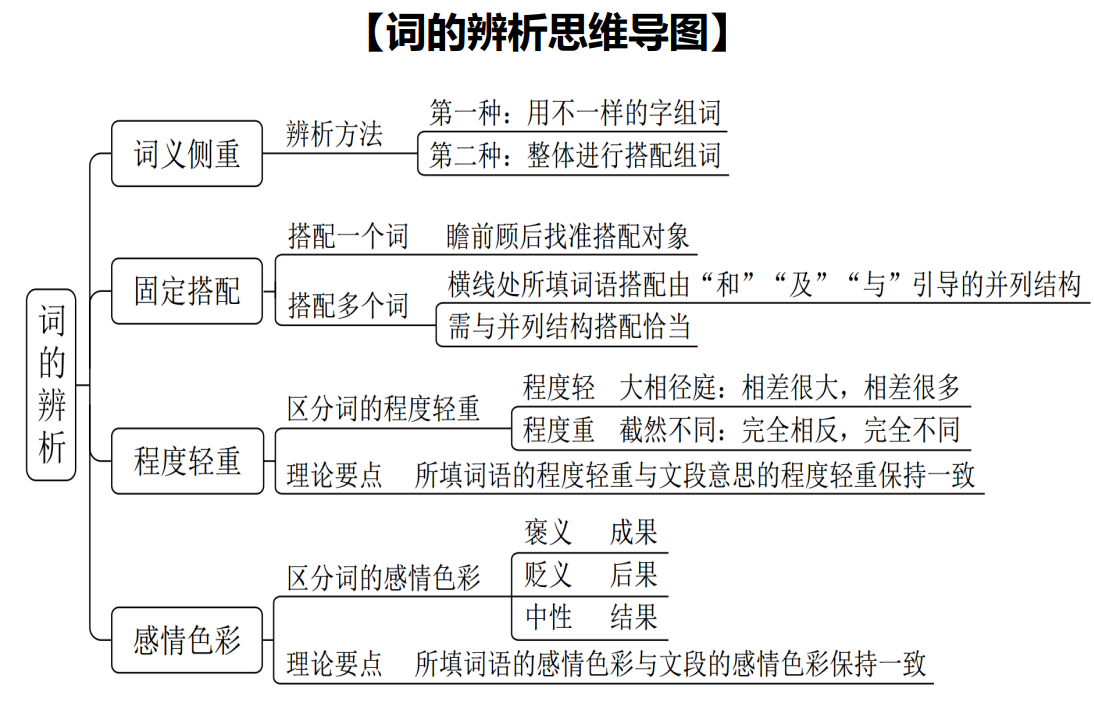 【词的辨析思维导图】
词的辨析
词义侧重
辨析方法
第一种：用不一样的字组词
第二种：整体进行搭配组词
固定搭配
搭配一个词 瞻前顾后找准搭配对象
搭配多个词
横线处所填词语搭配由“和”“及”“与”引导的并列结构
需与并列结构搭配恰当
程度轻重
区分词的程度轻重
程度轻 大相径庭：相差很大，相差很多
程度重 截然不同：完全相反，完全不同
理论要点 所填词语的程度轻重与文段意思的程度轻重保持一致
感情色彩
区分词的感情色彩
褒义 成果
贬义 后果
中性 结果
理论要点 所填词语的感情色彩与文段的感情色彩保持一致